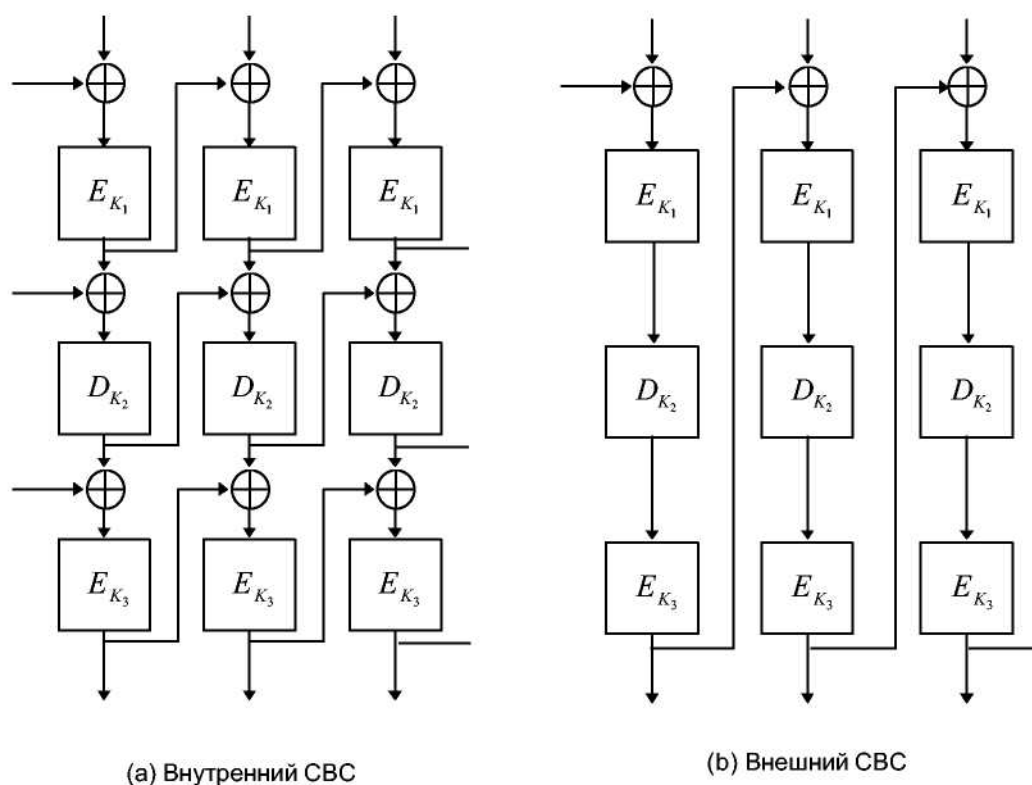 E_{K_1} E_{K_1} E_{K_1} E_{K_1} E_{K_1} E_{K_1}
D_{K_2} D_{K_2} D_{K_2} D_{K_2} D_{K_2} D_{K_2}
E_{K_3} E_{K_3} E_{K_3} E_{K_3} E_{K_3} E_{K_3}
(a) Внутренний СВС
(b) Внешний СВС